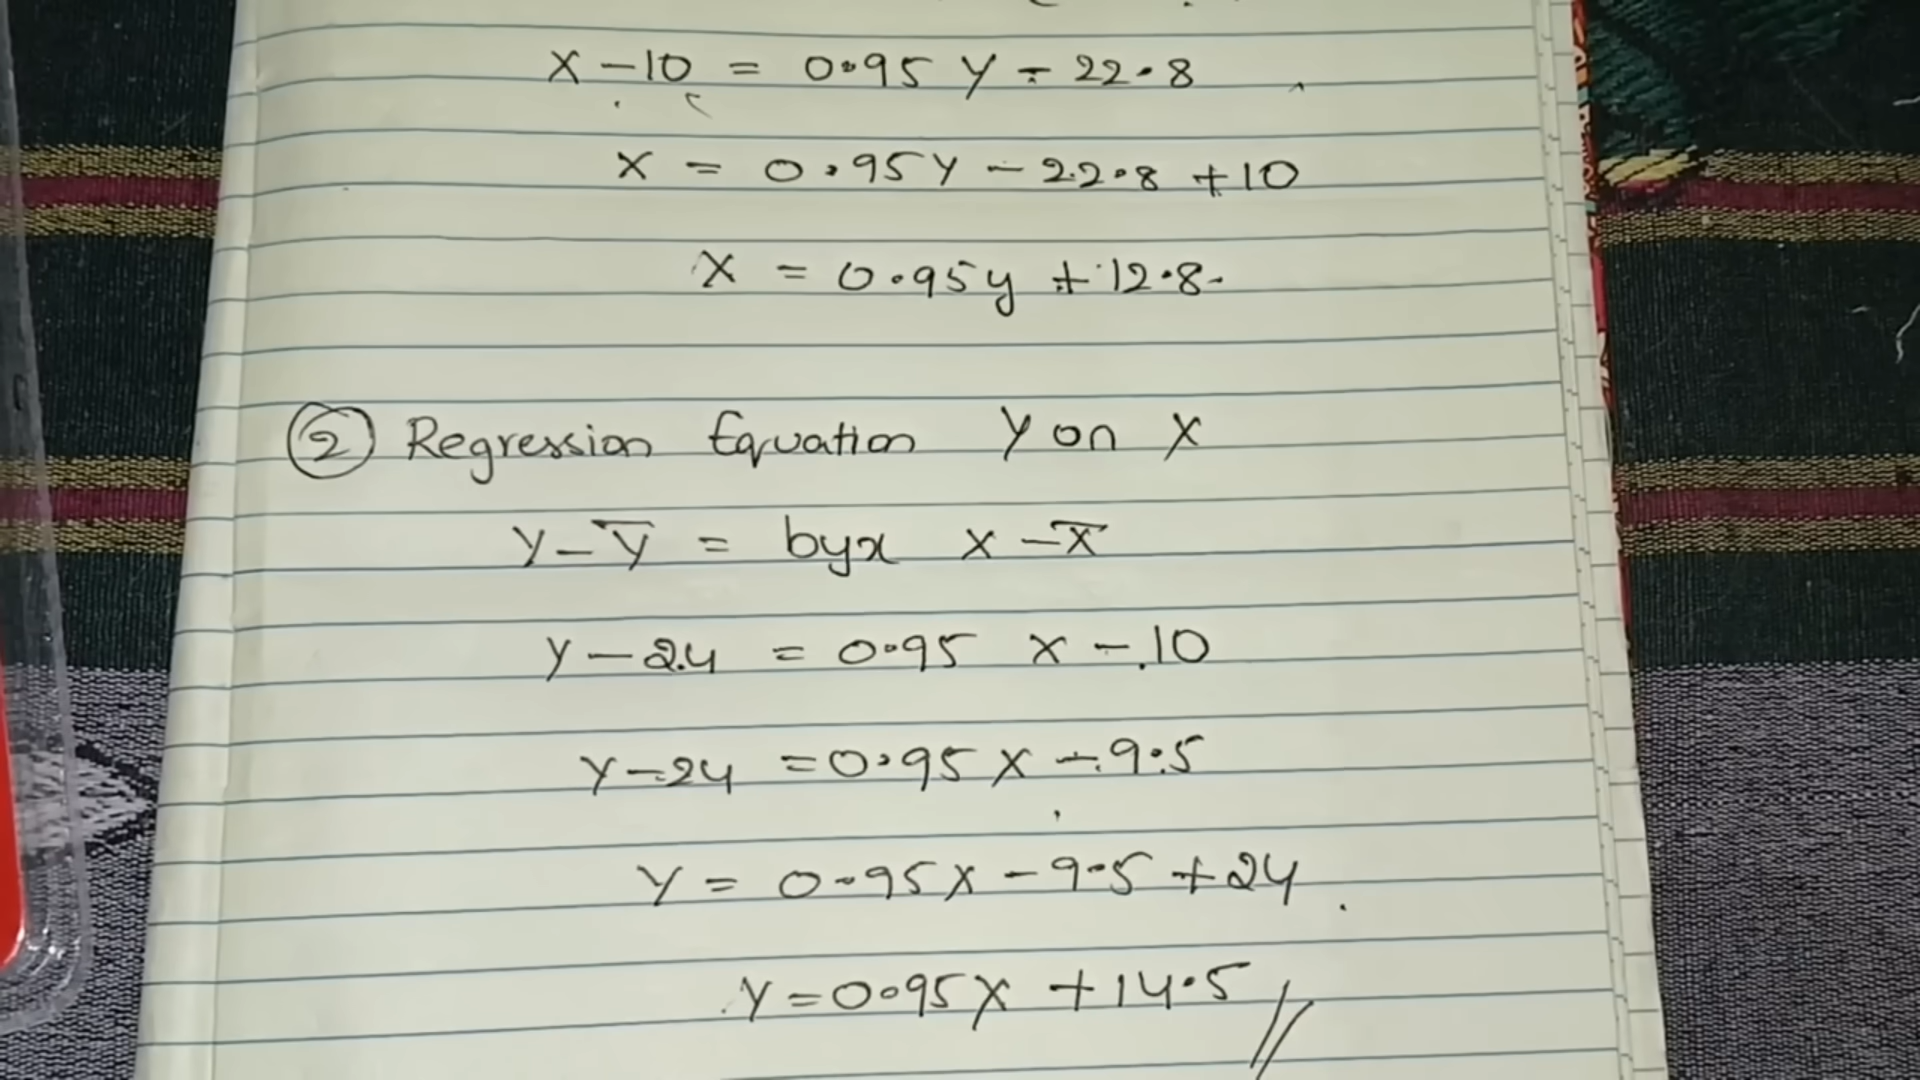 X - 10 = 0.95 Y - 22.8
X = 0.95Y - 22.8 + 10
X = 0.95y + 12.8
② Regression Equation Y on X
Y - Y̅ = byx X - X̅
Y - 24 = 0.95 X - 10
Y - 24 = 0.95 X - 9.5
Y = 0.95X - 9.5 + 24
Y = 0.95X + 14.5 //